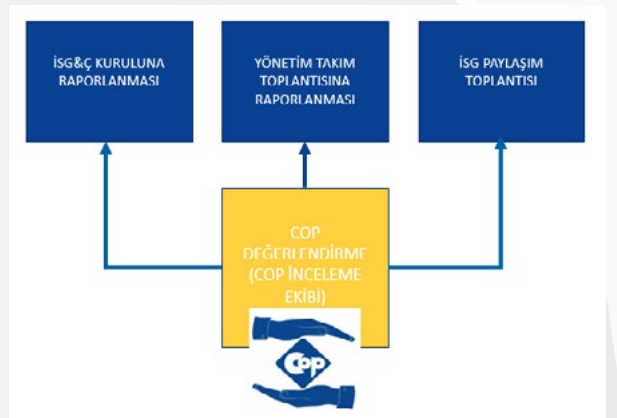 İSG&Ç KURULUNA
RAPORLANMASI
YÖNETİM TAKIM
TOPLANTISINA
RAPORLANMASI
İSG PAYLAŞIM
TOPLANTISI
COP
DEĞERLENDİRME
(COP İNCELEME
EKİBİ)
Cop